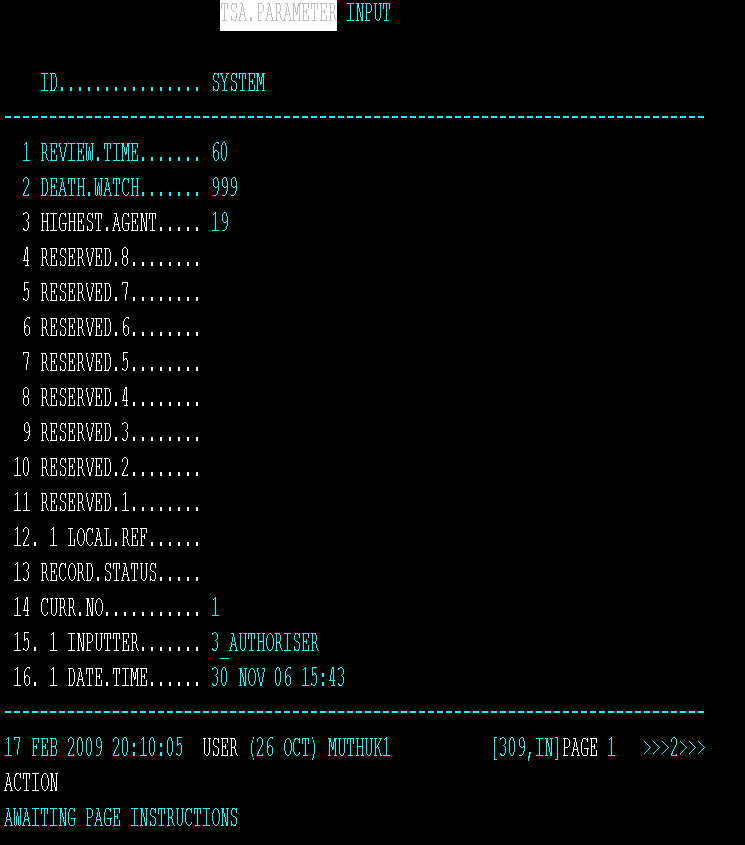 TSA.PARAMETER INPUT
ID................ SYSTEM
1 REVIEW.TIME....... 60
2 DEATH.WATCH....... 999
3 HIGHEST.AGENT..... 19
4 RESERVED.8........
5 RESERVED.7........
6 RESERVED.6........
7 RESERVED.5........
8 RESERVED.4........
9 RESERVED.3........
10 RESERVED.2........
11 RESERVED.1........
12. 1 LOCAL.REF......
13 RECORD.STATUS.....
14 CURR.NO........... 1
15. 1 INPUTTER....... 3_AUTHORISER
16. 1 DATE.TIME...... 30 NOV 06 15:43
17 FEB 2009 20:10:05 USER (26 OCT) MUTHUK1 [309,IN]PAGE 1 >>>2>>>
ACTION
AWAITING PAGE INSTRUCTIONS